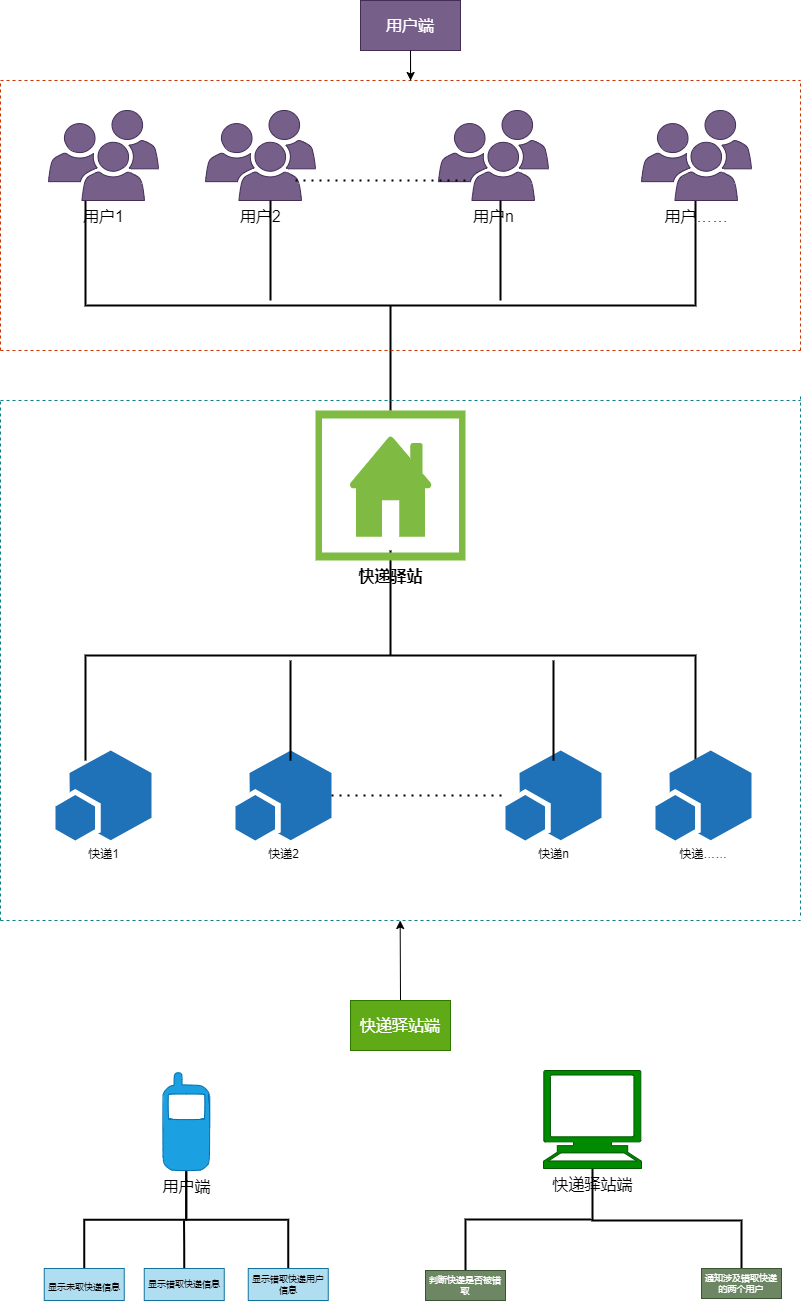 用户端
用户1
用户2
用户n
用户……
快递驿站
快递1
快递2
快递n
快递……
快递驿站端
用户端
快递驿站端
显示未取快递信息
显示错取快递信息
显示错取快递用户
信息
判断快递是否被错
取
通知涉及错取快递
的两个用户